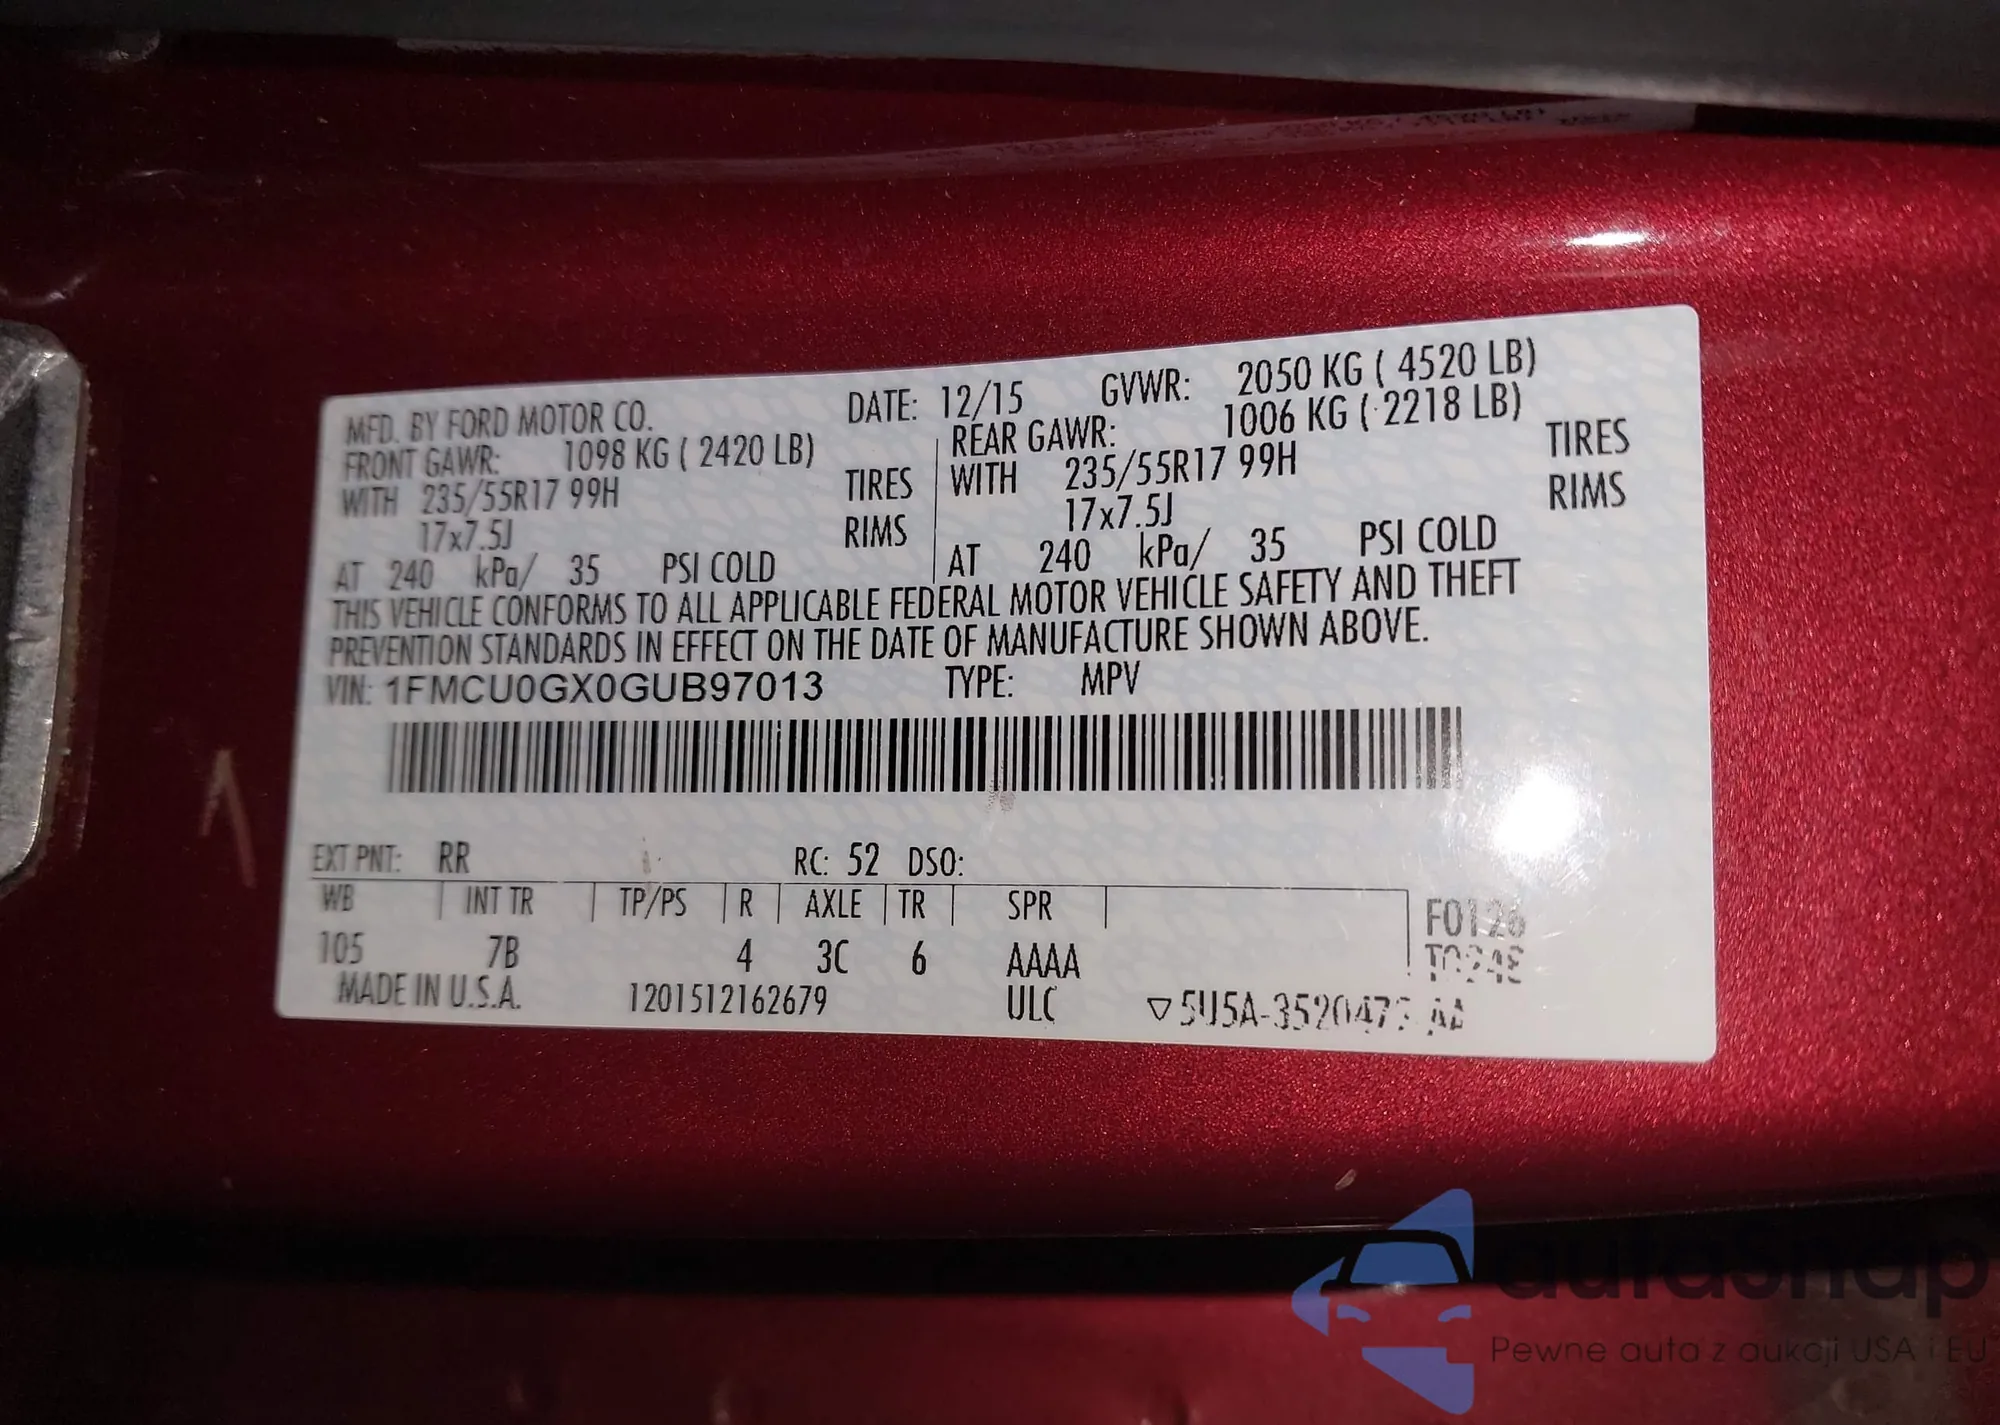 MFD. BY FORD MOTOR CO. DATE: 12/15 GVWR: 2050 KG ( 4520 LB)
FRONT GAWR: 1098 KG ( 2420 LB) REAR GAWR: 1006 KG ( 2218 LB)
WITH 235/55R17 99H TIRES WITH 235/55R17 99H TIRES
17x7.5J RIMS 17x7.5J RIMS
AT 240 kPa/ 35 PSI COLD AT 240 kPa/ 35 PSI COLD
THIS VEHICLE CONFORMS TO ALL APPLICABLE FEDERAL MOTOR VEHICLE SAFETY AND THEFT
PREVENTION STANDARDS IN EFFECT ON THE DATE OF MANUFACTURE SHOWN ABOVE.
VIN: 1FMCU0GX0GUB97013 TYPE: MPV
EXT PNT: RR RC: 52 DSO:
WB INT TR TP/PS R AXLE TR SPR F0126
105 7B 4 3C 6 AAAA
MADE IN U.S.A. 1201512162679 ULC
autoSnap
Pewne auta z aukcji USA i EU